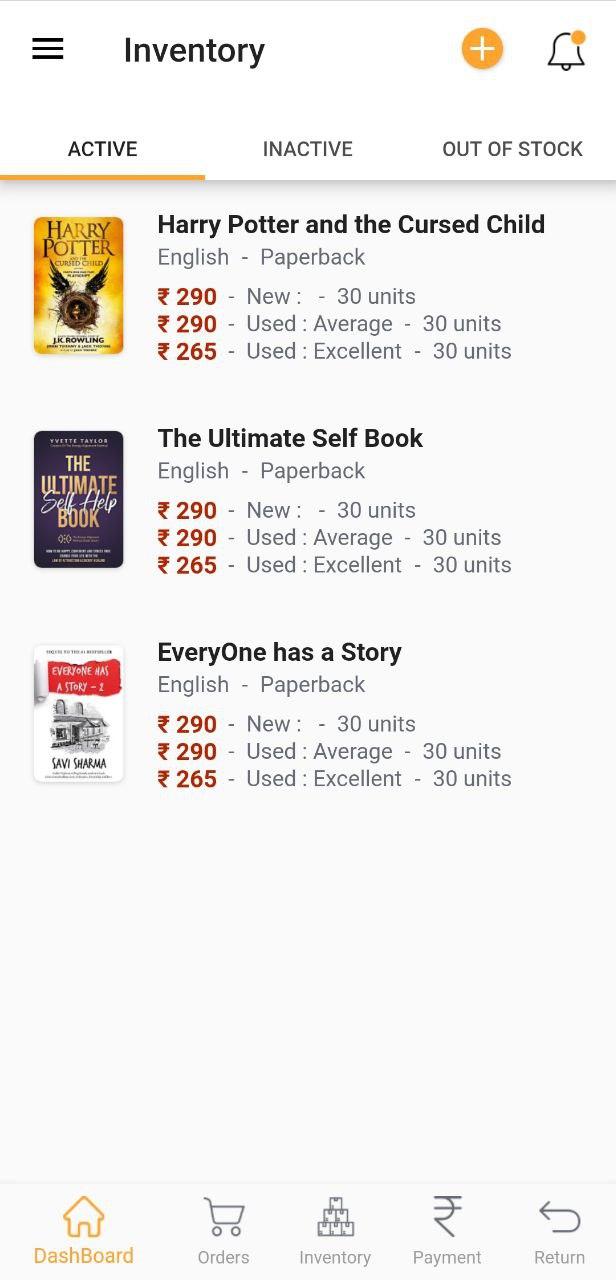 Inventory
ACTIVE
INACTIVE
OUT OF STOCK
HARRY
POTTER
AND THE
CURSED CHILD
J.K.ROWLING
Harry Potter and the Cursed Child
English - Paperback
₹ 290 - New : - 30 units
₹ 290 - Used : Average - 30 units
₹ 265 - Used : Excellent - 30 units
YVETTE TAYLOR
THE
ULTIMATE
Self Help
BOOK
The Ultimate Self Book
English - Paperback
₹ 290 - New : - 30 units
₹ 290 - Used : Average - 30 units
₹ 265 - Used : Excellent - 30 units
EVERYONE HAS
A STORY - 2
SAVI SHARMA
EveryOne has a Story
English - Paperback
₹ 290 - New : - 30 units
₹ 290 - Used : Average - 30 units
₹ 265 - Used : Excellent - 30 units
DashBoard
Orders
Inventory
Payment
Return